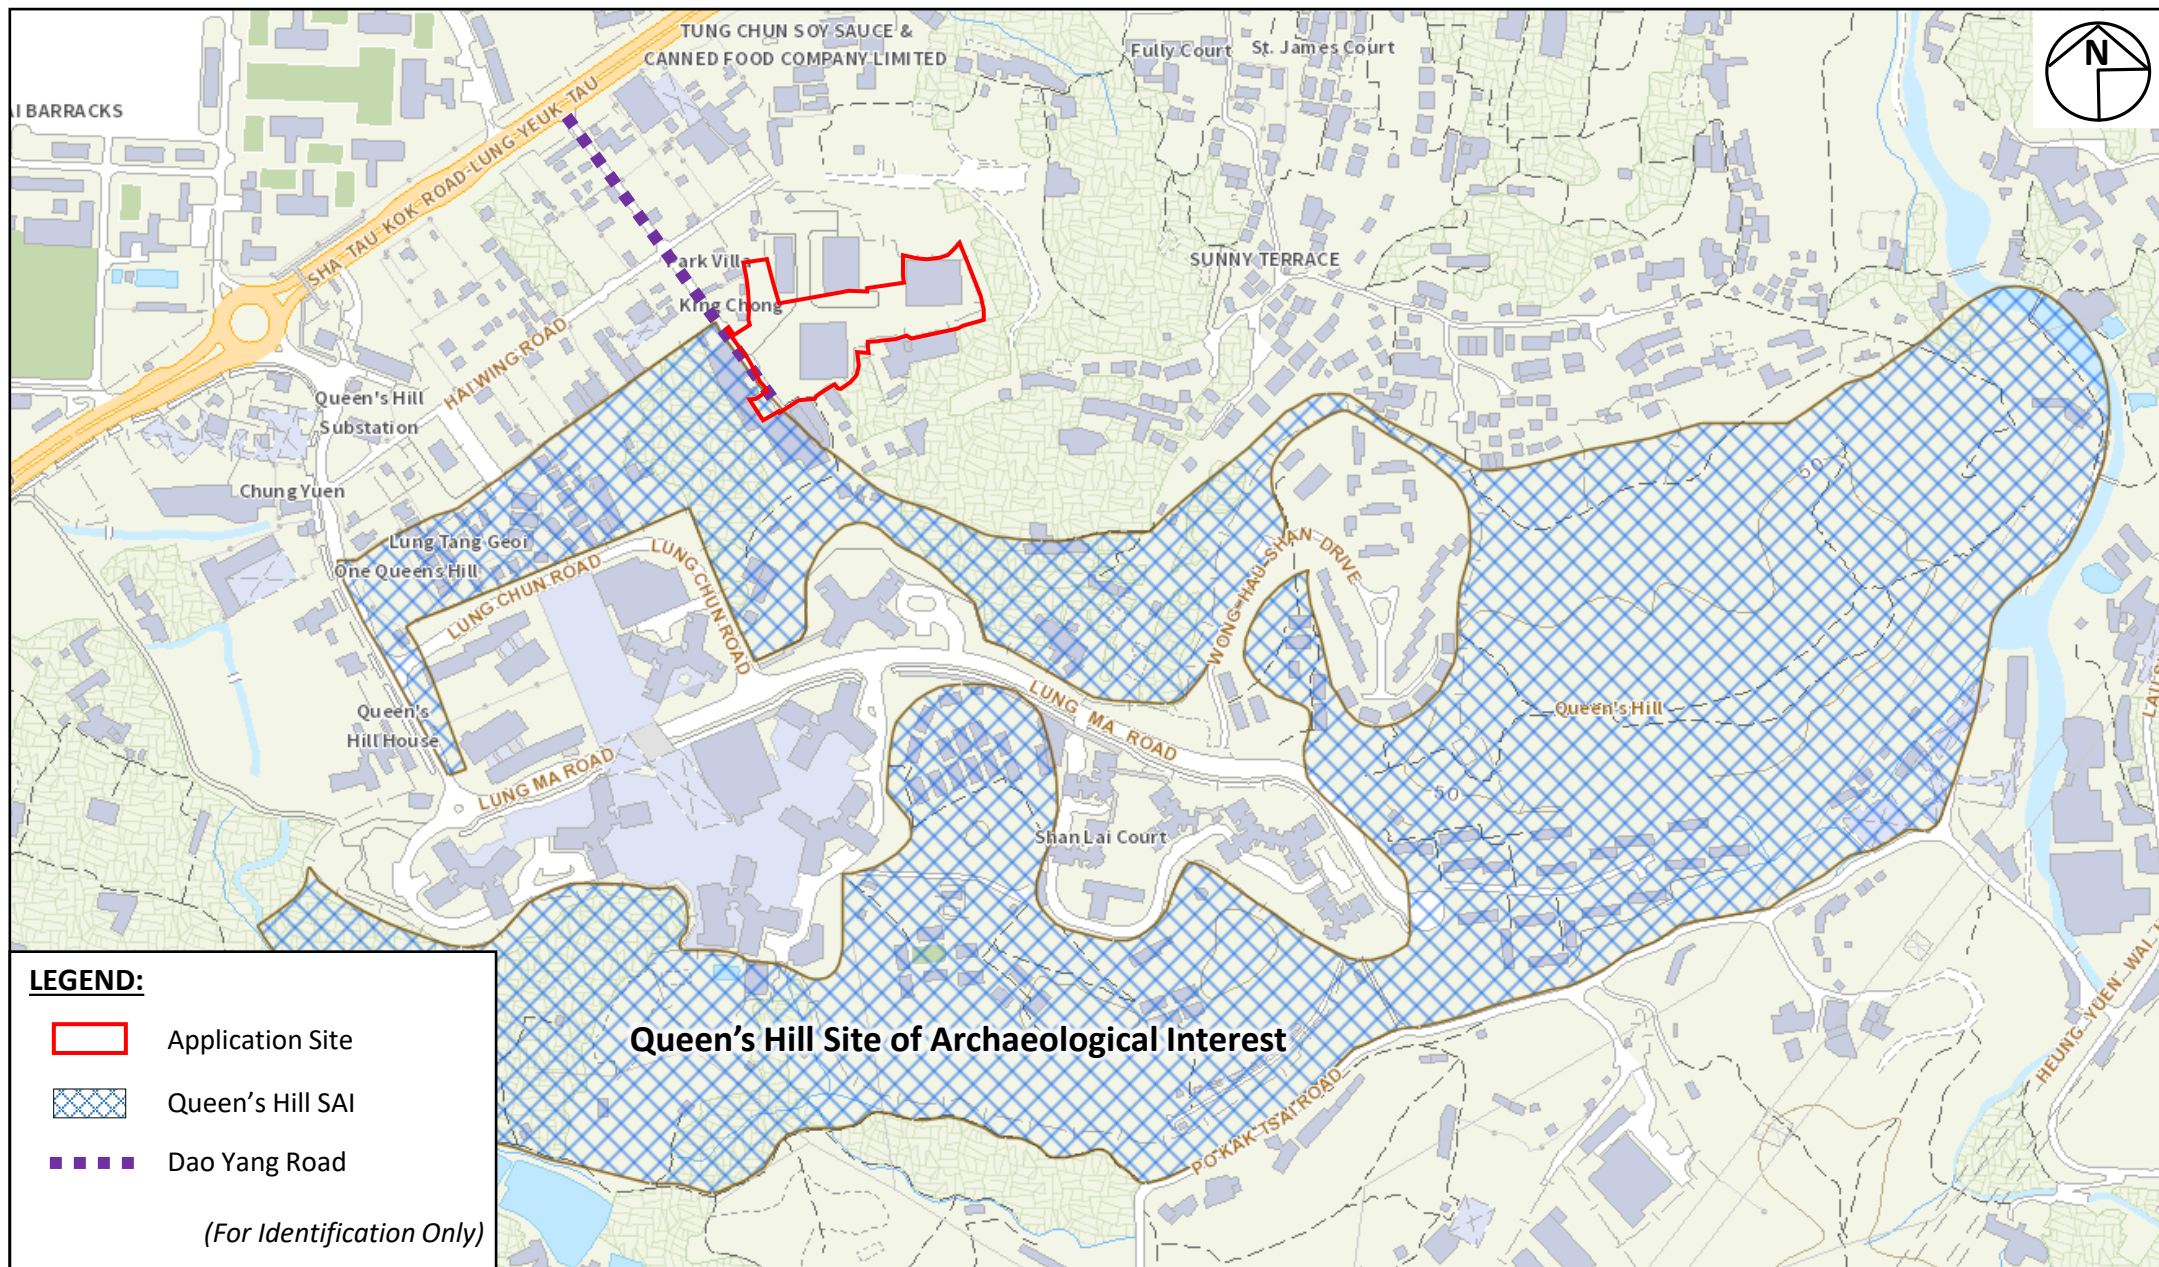 TUNG CHUN SOY SAUCE &
CANNED FOOD COMPANY LIMITED
Fully Court
St. James Court
N
AI BARRACKS
SHA TAU KOK ROAD-LUNG YEUK TAU
Park Villa
King Chong
SUNNY TERRACE
HAI WING ROAD
Queen's Hill
Substation
Chung Yuen
Lung Tang Geoi
One Queens Hill
LUNG CHUN ROAD
LUNG CHUN ROAD
WONG HAU SHAN DRIVE
50
Queen's
Hill House
LUNG MA ROAD
LUNG MA ROAD
Queen's Hill
50
Shan Lai Court
HEUNG YUEN WAI
PO KAK TSAI ROAD
Queen’s Hill Site of Archaeological Interest
LEGEND:
Application Site
Queen’s Hill SAI
Dao Yang Road
(For Identification Only)